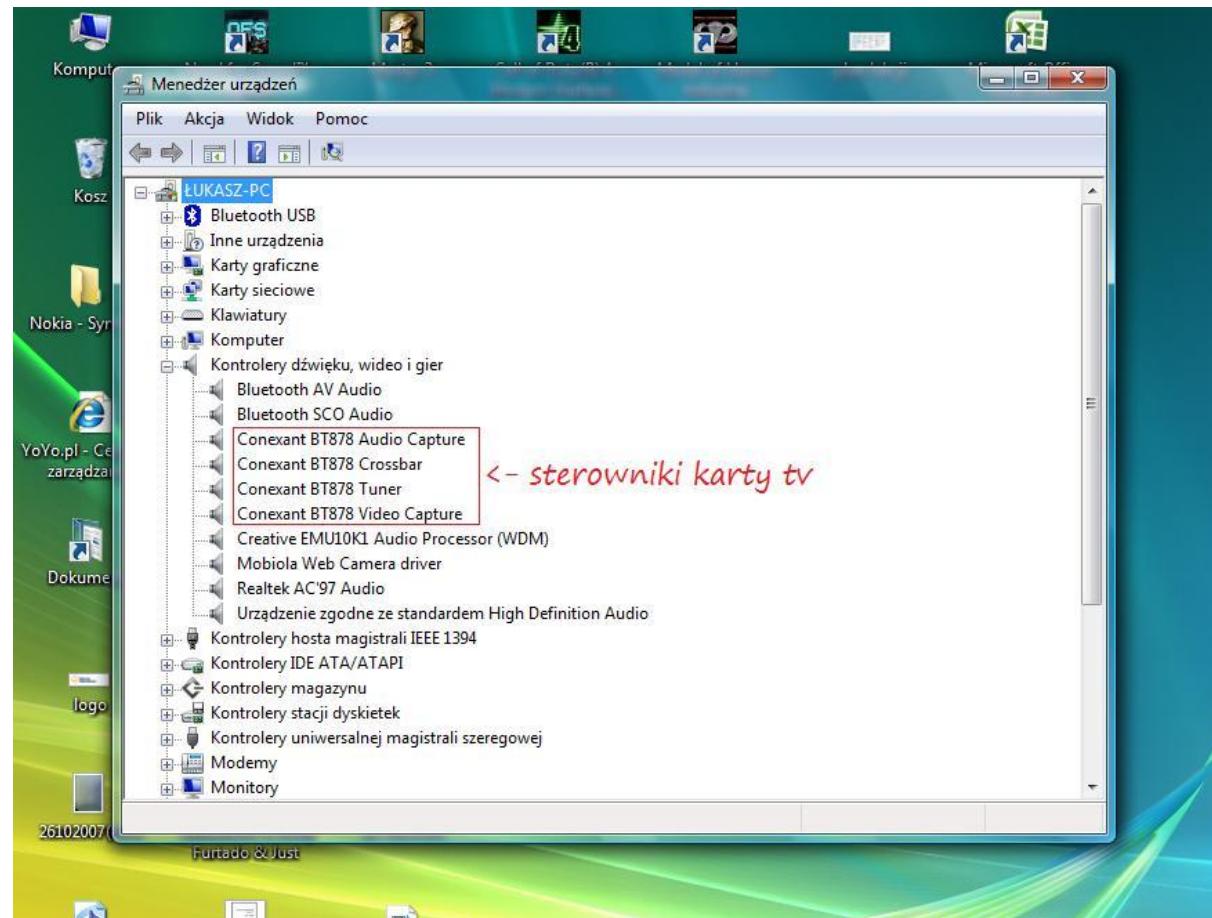 Komput
Menedżer urządzeń
Plik Akcja Widok Pomoc
Kosz
ŁUKASZ-PC
Bluetooth USB
Inne urządzenia
Karty graficzne
Karty sieciowe
Nokia - Syn
Klawiatury
Komputer
Kontrolery dźwięku, wideo i gier
Bluetooth AV Audio
Bluetooth SCO Audio
YoYo.pl - Ce
zarządzan
Conexant BT878 Audio Capture
Conexant BT878 Crossbar
Conexant BT878 Tuner
Conexant BT878 Video Capture
<- sterowniki karty tv
Creative EMU10K1 Audio Processor (WDM)
Mobiola Web Camera driver
Dokume
Realtek AC'97 Audio
Urządzenie zgodne ze standardem High Definition Audio
Kontrolery hosta magistrali IEEE 1394
Kontrolery IDE ATA/ATAPI
Kontrolery magazynu
logo
Kontrolery stacji dyskietek
Kontrolery uniwersalnej magistrali szeregowej
Modemy
Monitory
26102007(
Furtado & Just